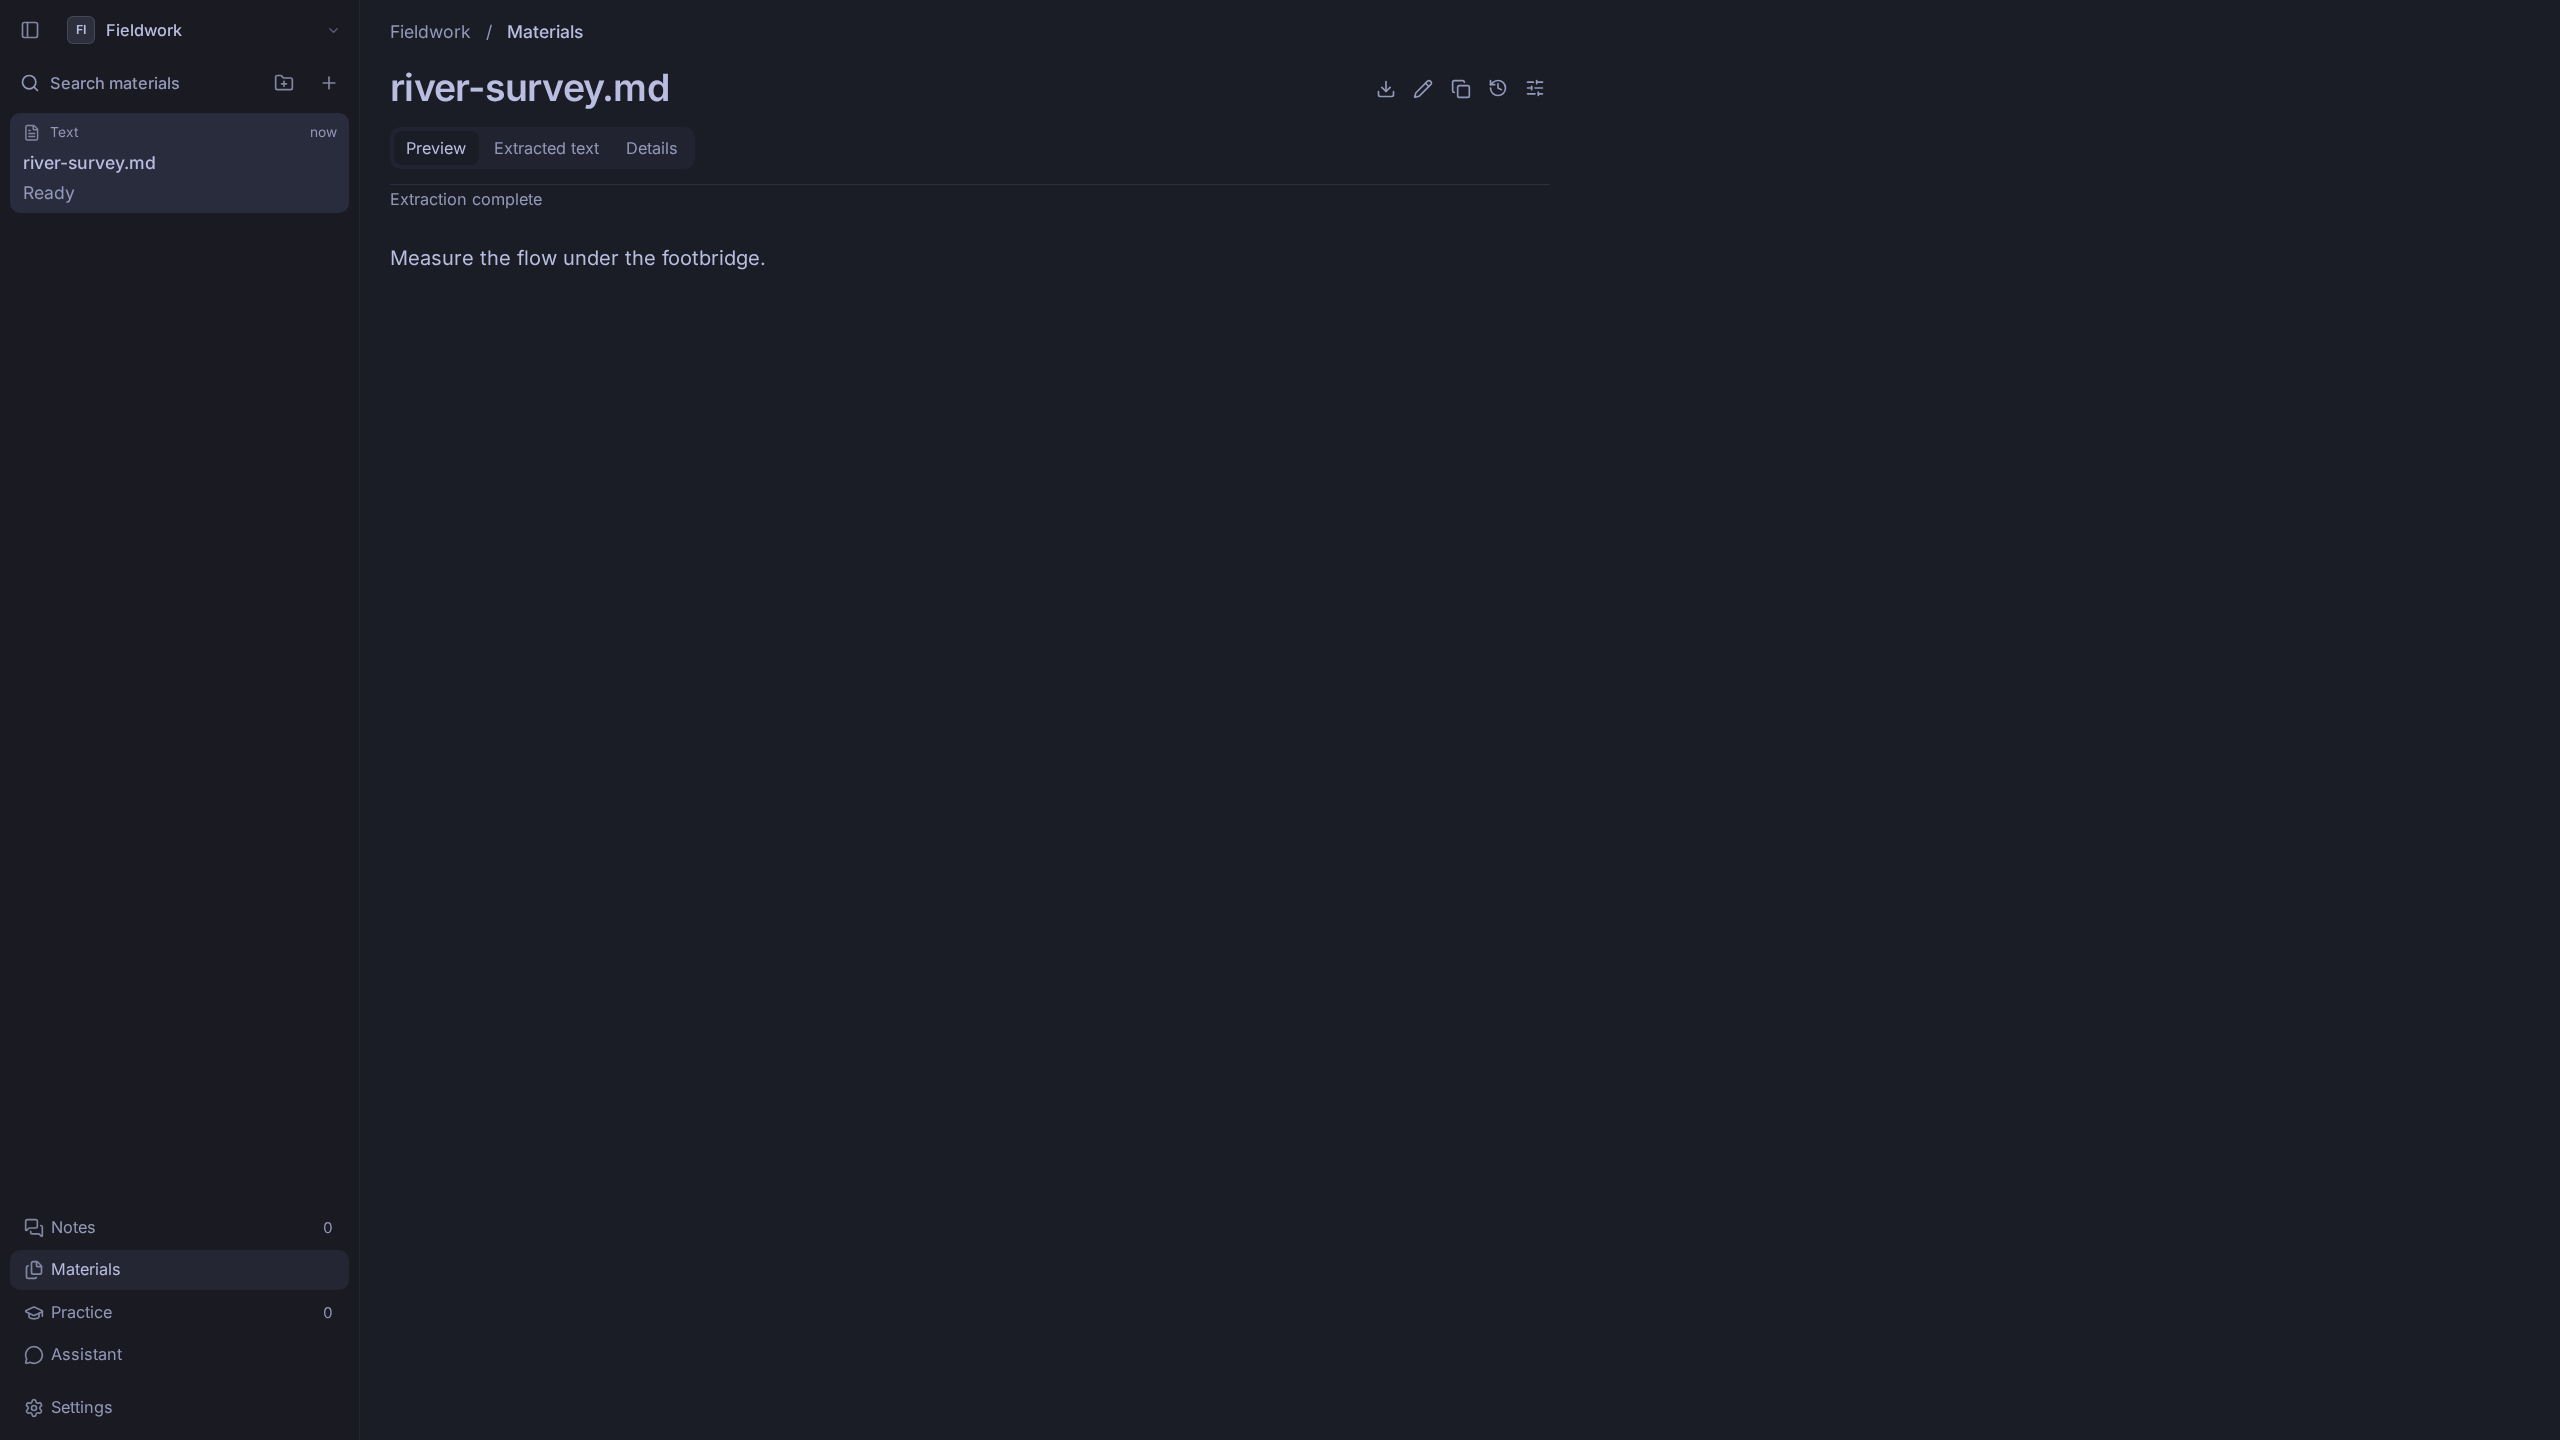 FI Fieldwork
Search materials
Text now
river-survey.md
Ready
Notes 0
Materials
Practice 0
Assistant
Settings
Fieldwork / Materials
river-survey.md
Preview Extracted text Details
Extraction complete
Measure the flow under the footbridge.